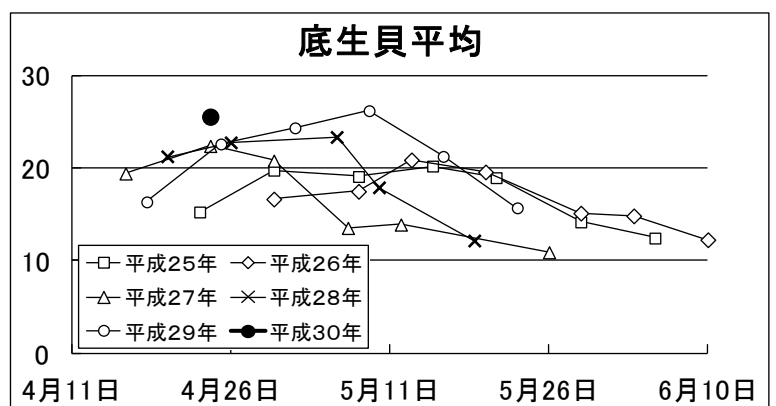 底生貝平均
30
20
10
0
平成25年 平成26年
平成27年 平成28年
平成29年 平成30年
4月11日 4月26日 5月11日 5月26日 6月10日